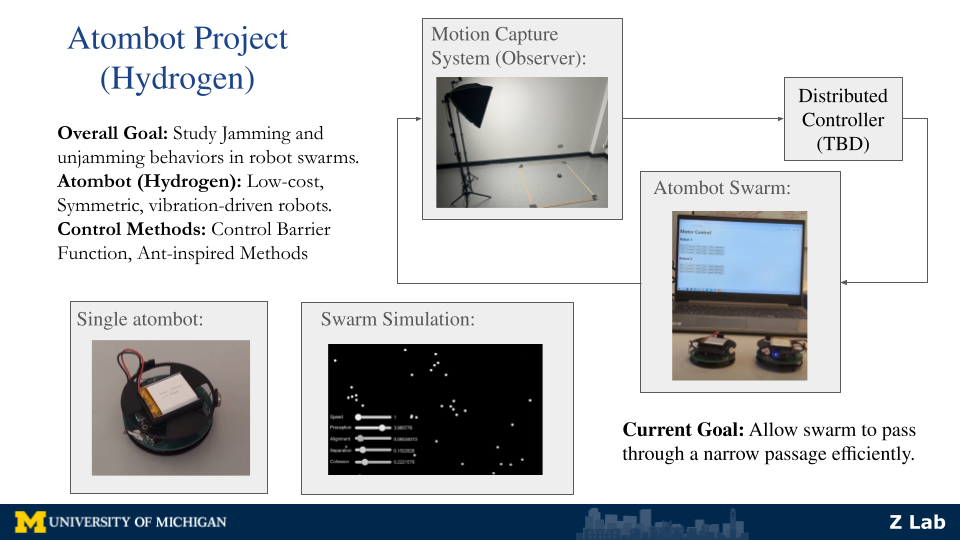 Atombot Project
(Hydrogen)
Overall Goal: Study Jamming and
unjamming behaviors in robot swarms.
Atombot (Hydrogen): Low-cost,
Symmetric, vibration-driven robots.
Control Methods: Control Barrier
Function, Ant-inspired Methods
Motion Capture
System (Observer):
Distributed
Controller
(TBD)
Atombot Swarm:
Motor Control
Single atombot:
Swarm Simulation:
Speed
Perception
Alignment
Separation
Cohesion
Current Goal: Allow swarm to pass
through a narrow passage efficiently.
M UNIVERSITY OF MICHIGAN
Z Lab